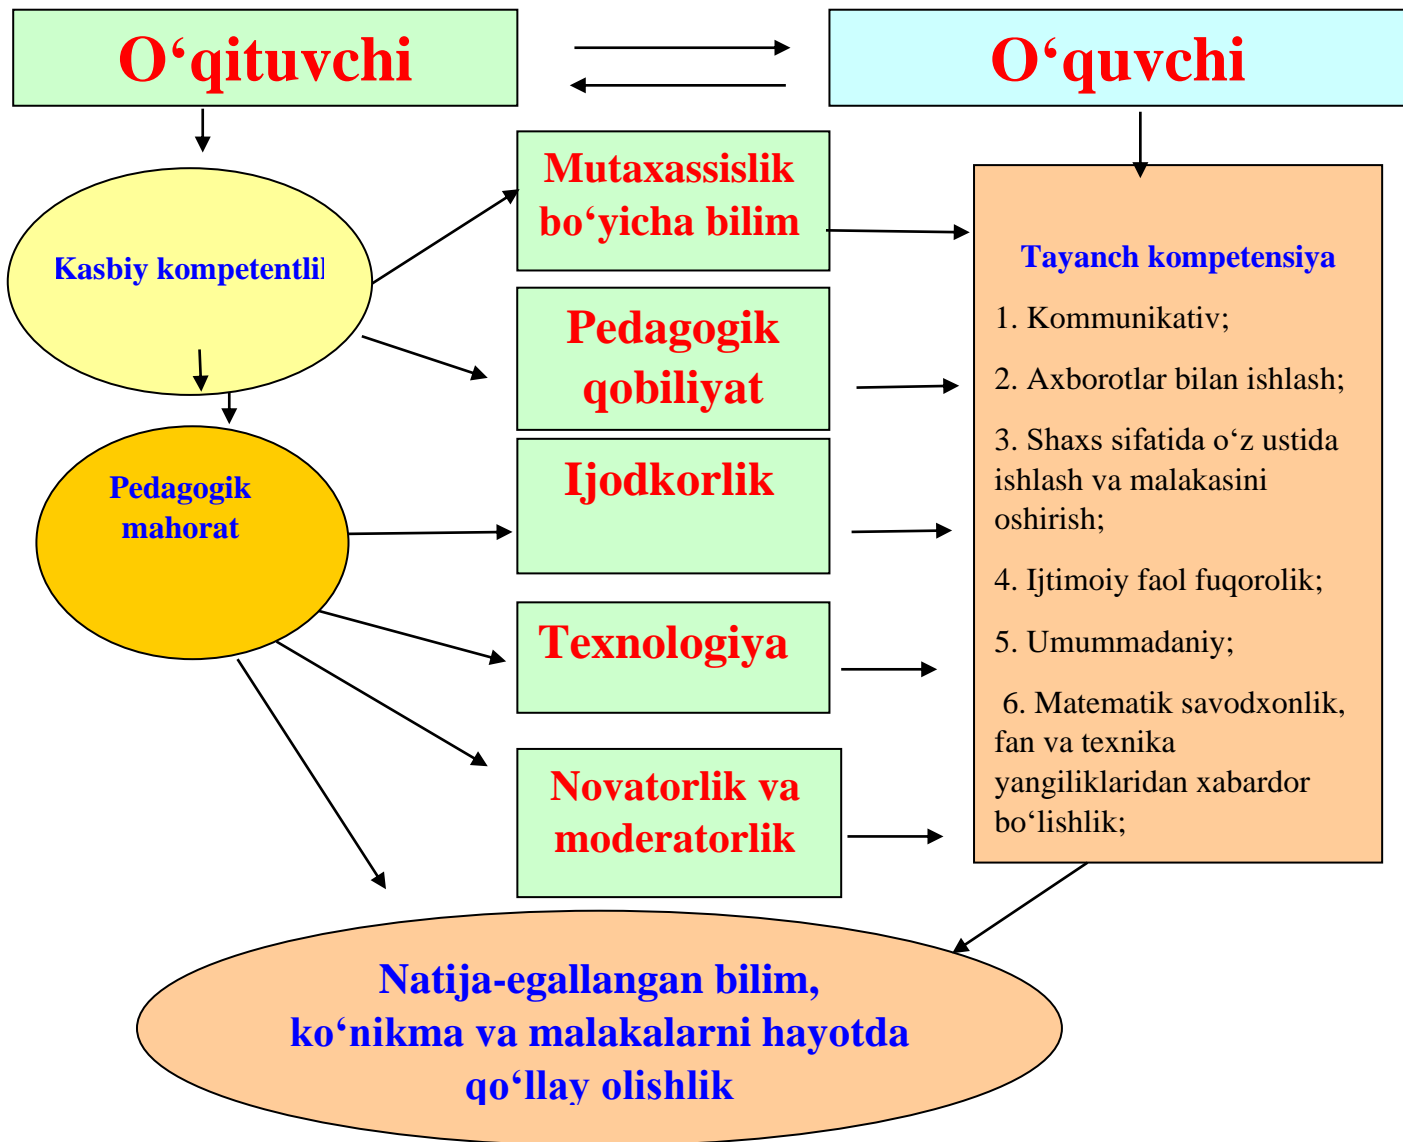 O‘qituvchi
O‘quvchi
Kasbiy kompetentli
Pedagogik
mahorat
Mutaxassislik
bo‘yicha bilim
Pedagogik
qobiliyat
Ijodkorlik
Texnologiya
Novatorlik va
moderatorlik
Tayanch kompetensiya
1. Kommunikativ;
2. Axborotlar bilan ishlash;
3. Shaxs sifatida o‘z ustida
ishlash va malakasini
oshirish;
4. Ijtimoiy faol fuqorolik;
5. Umummadaniy;
6. Matematik savodxonlik,
fan va texnika
yangiliklaridan xabardor
bo‘lishlik;
Natija-egallangan bilim,
ko‘nikma va malakalarni hayotda
qo‘llay olishlik